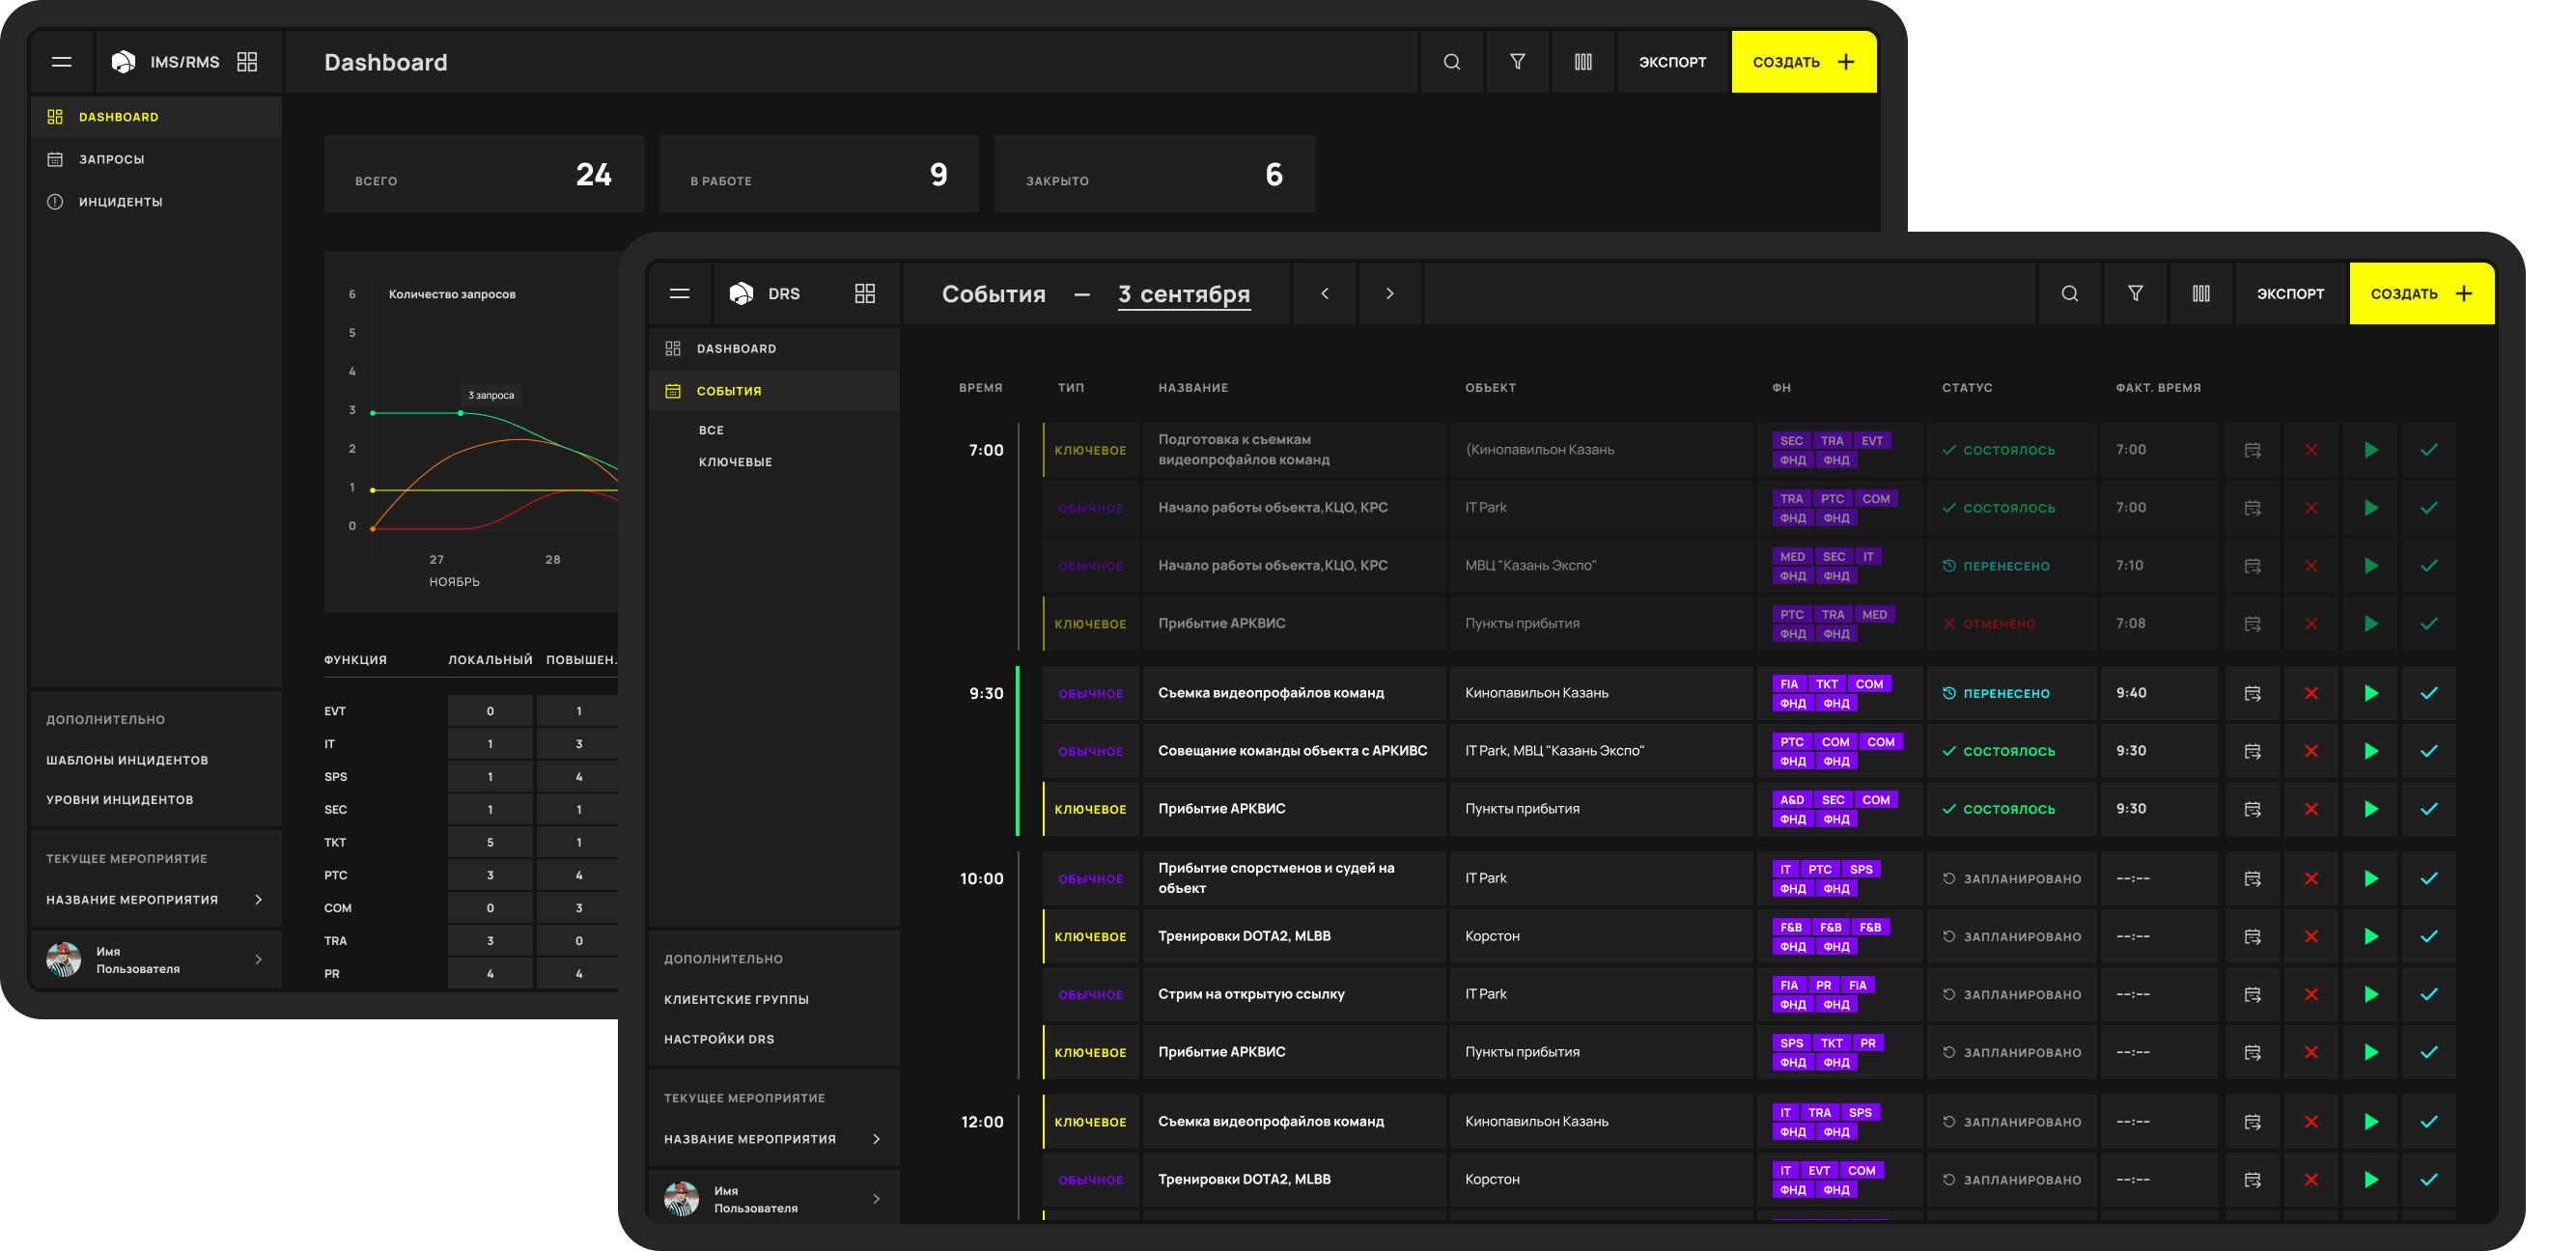 IMS/RMS
Dashboard
ЭКСПОРТ
СОЗДАТЬ
DASHBOARD
ЗАПРОСЫ
ИНЦИДЕНТЫ
ВСЕГО 24
В РАБОТЕ 9
ЗАКРЫТО 6
Количество запросов
6
5
4
3
2
1
0
3 запроса
27 28
НОЯБРЬ
ФУНКЦИЯ ЛОКАЛЬНЫЙ ПОВЫШЕН.
EVT 0 1
IT 1 3
SPS 1 4
SEC 1 1
TKT 5 1
PTC 3 4
COM 0 3
TRA 3 0
PR 4 4
ДОПОЛНИТЕЛЬНО
ШАБЛОНЫ ИНЦИДЕНТОВ
УРОВНИ ИНЦИДЕНТОВ
ТЕКУЩЕЕ МЕРОПРИЯТИЕ
НАЗВАНИЕ МЕРОПРИЯТИЯ
Имя
Пользователя
DRS
События — 3 сентября
ЭКСПОРТ
СОЗДАТЬ
DASHBOARD
СОБЫТИЯ
ВСЕ
КЛЮЧЕВЫЕ
ДОПОЛНИТЕЛЬНО
КЛИЕНТСКИЕ ГРУППЫ
НАСТРОЙКИ DRS
ТЕКУЩЕЕ МЕРОПРИЯТИЕ
НАЗВАНИЕ МЕРОПРИЯТИЯ
Имя
Пользователя
ВРЕМЯ ТИП НАЗВАНИЕ ОБЪЕКТ ФН СТАТУС ФАКТ. ВРЕМЯ
7:00 КЛЮЧЕВОЕ Подготовка к съемкам
видеопрофайлов команд (Кинопавильон Казань SEC TRA EVT
ФНД ФНД СОСТОЯЛОСЬ 7:00
ОБЫЧНОЕ Начало работы объекта,КЦО, КРС IT Park TRA PTC COM
ФНД ФНД СОСТОЯЛОСЬ 7:00
ОБЫЧНОЕ Начало работы объекта,КЦО, КРС МВЦ "Казань Экспо" MED SEC IT
ФНД ФНД ПЕРЕНЕСЕНО 7:10
КЛЮЧЕВОЕ Прибытие АРКВИС Пункты прибытия PTC TRA MED
ФНД ФНД ОТМЕНЕНО 7:08
9:30 ОБЫЧНОЕ Съемка видеопрофайлов команд Кинопавильон Казань FIA TKT COM
ФНД ФНД ПЕРЕНЕСЕНО 9:40
ОБЫЧНОЕ Совещание команды объекта с АРКИВС IT Park, МВЦ "Казань Экспо" PTC COM COM
ФНД ФНД СОСТОЯЛОСЬ 9:30
КЛЮЧЕВОЕ Прибытие АРКВИС Пункты прибытия A&D SEC COM
ФНД ФНД СОСТОЯЛОСЬ 9:30
10:00 ОБЫЧНОЕ Прибытие спорстменов и судей на
объект IT Park IT PTC SPS
ФНД ФНД ЗАПЛАНИРОВАНО --:--
КЛЮЧЕВОЕ Тренировки DOTA2, MLBB Корстон F&B F&B F&B
ФНД ФНД ЗАПЛАНИРОВАНО --:--
ОБЫЧНОЕ Стрим на открытую ссылку IT Park FIA PR FIA
ФНД ФНД ЗАПЛАНИРОВАНО --:--
КЛЮЧЕВОЕ Прибытие АРКВИС Пункты прибытия SPS TKT PR
ФНД ФНД ЗАПЛАНИРОВАНО --:--
12:00 КЛЮЧЕВОЕ Съемка видеопрофайлов команд Кинопавильон Казань IT TRA SPS
ФНД ФНД ЗАПЛАНИРОВАНО --:--
ОБЫЧНОЕ Тренировки DOTA2, MLBB Корстон IT EVT COM
ФНД ФНД ЗАПЛАНИРОВАНО --:--